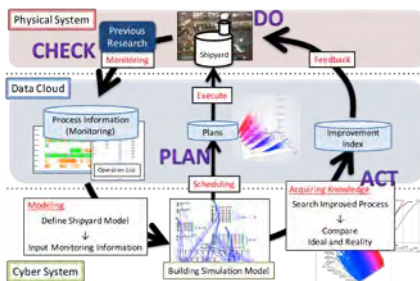 Physical System
DO
Previous
Research
CHECK
Shipyard
Monitoring
Feedback
Data Cloud
Execute
Process Information
(Monitoring)
Plans
Improvement
Index
Operation List
PLAN
ACT
Scheduling
Acquiring Knowledge
Modeling
Search Improved Process
Define Shipyard Model
↓
↓
Compare
Input Monitoring Information
Ideal and Reality
Building Simulation Model
Cyber System